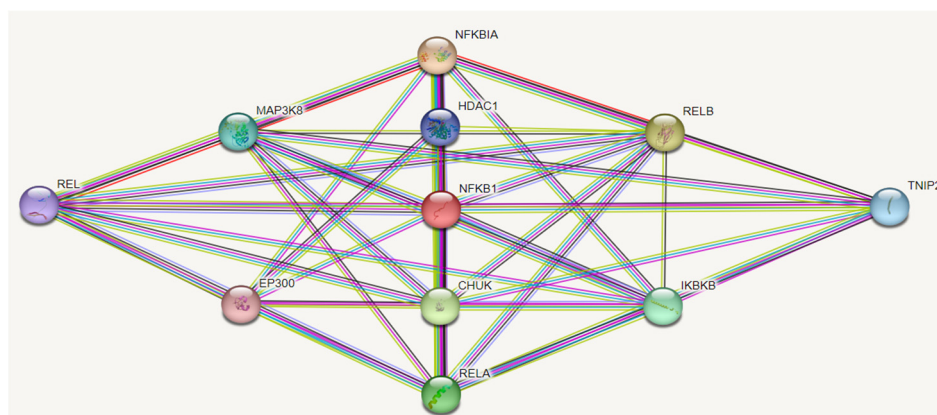 NFKBIA
MAP3K8
HDAC1
RELB
REL
NFKB1
TNIP2
EP300
CHUK
IKBKB
RELA